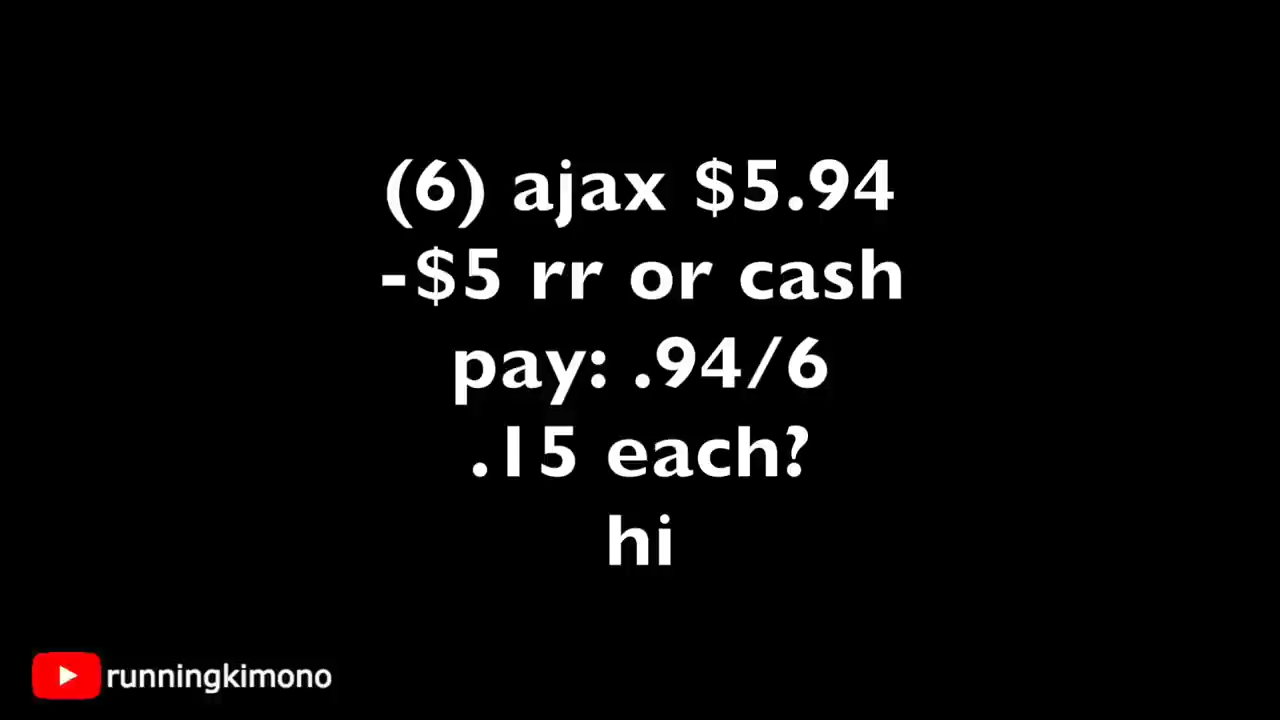 (6) ajax $5.94
-$5 rr or cash
pay: .94/6
.15 each?
hi
runningkimono